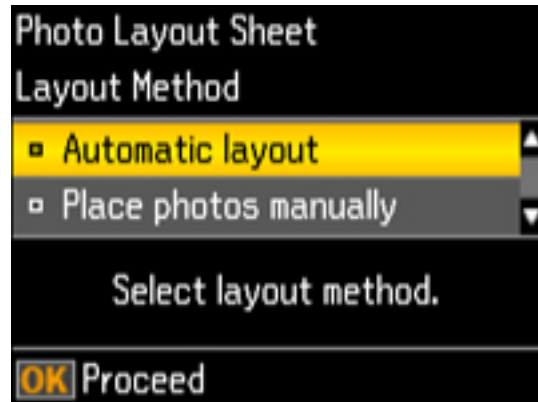 Photo Layout Sheet
Layout Method
Automatic layout
Place photos manually
Select layout method.
OK Proceed